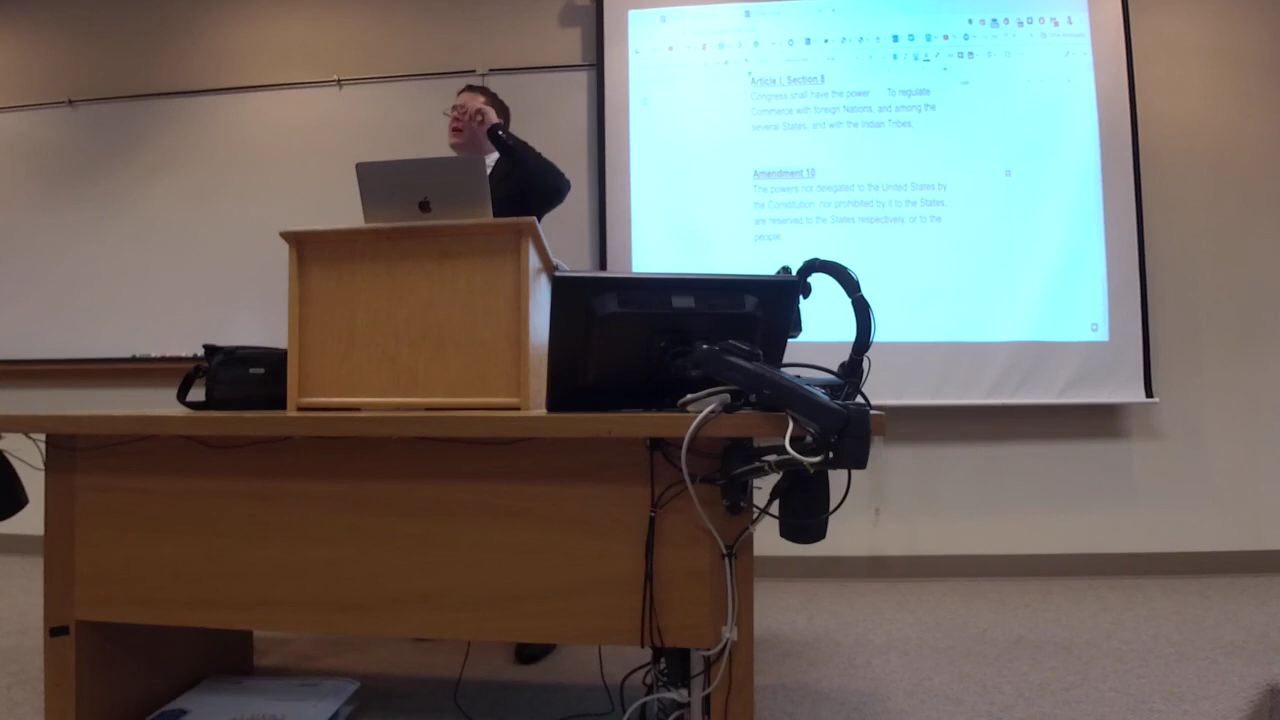 Article I, Section 8
Congress shall have the power To regulate
Commerce with foreign Nations, and among the
several States, and with the Indian Tribes;
Amendment 10
The powers not delegated to the United States by
the Constitution, nor prohibited by it to the States,
are reserved to the States respectively, or to the
people